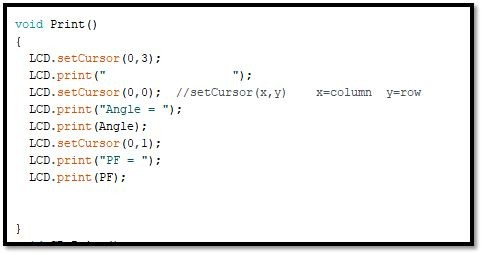 void Print()
{
  LCD.setCursor(0,3);
  LCD.print("                  ");
  LCD.setCursor(0,0);  //setCursor(x,y)    x=column  y=row
  LCD.print("Angle = ");
  LCD.print(Angle);
  LCD.setCursor(0,1);
  LCD.print("PF = ");
  LCD.print(PF);
}